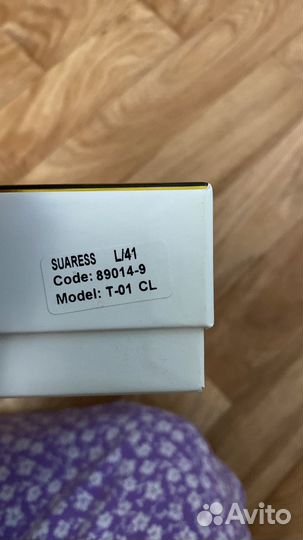 SUARESS L/41
Code: 89014-9
Model: T-01 CL
Avito